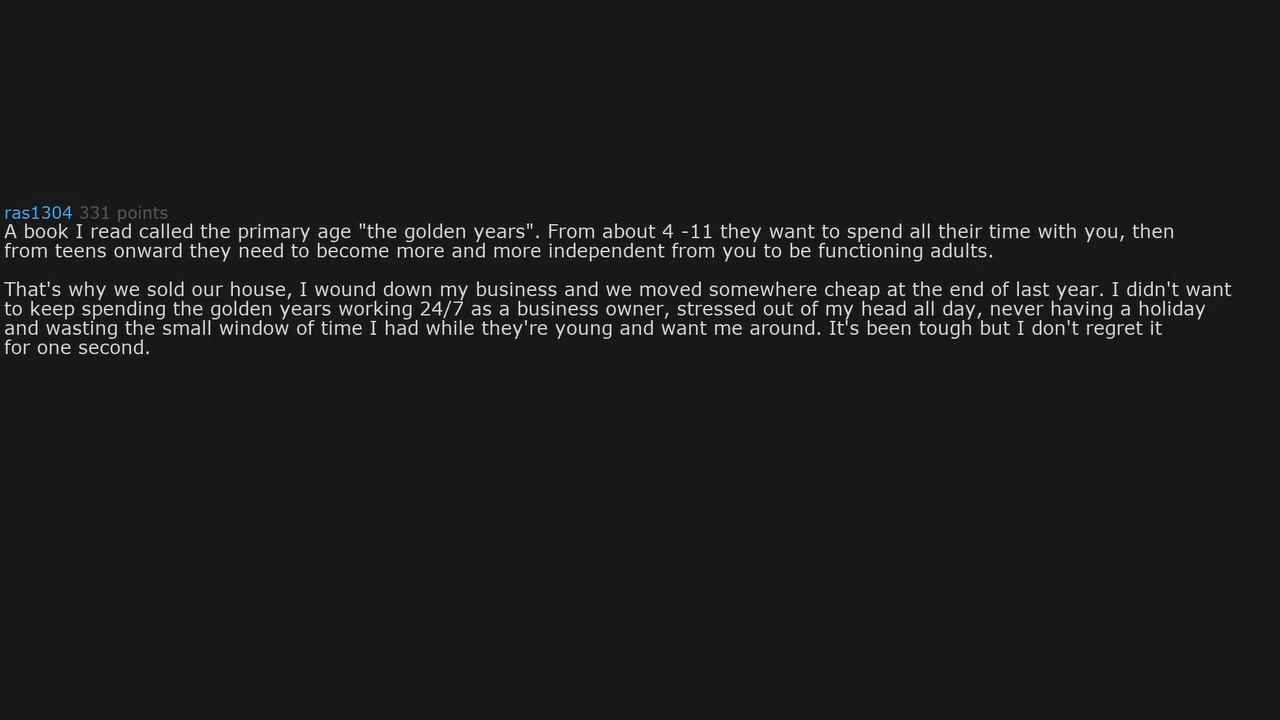 ras1304 331 points
A book I read called the primary age "the golden years". From about 4 -11 they want to spend all their time with you, then
from teens onward they need to become more and more independent from you to be functioning adults.
That's why we sold our house, I wound down my business and we moved somewhere cheap at the end of last year. I didn't want
to keep spending the golden years working 24/7 as a business owner, stressed out of my head all day, never having a holiday
and wasting the small window of time I had while they're young and want me around. It's been tough but I don't regret it
for one second.